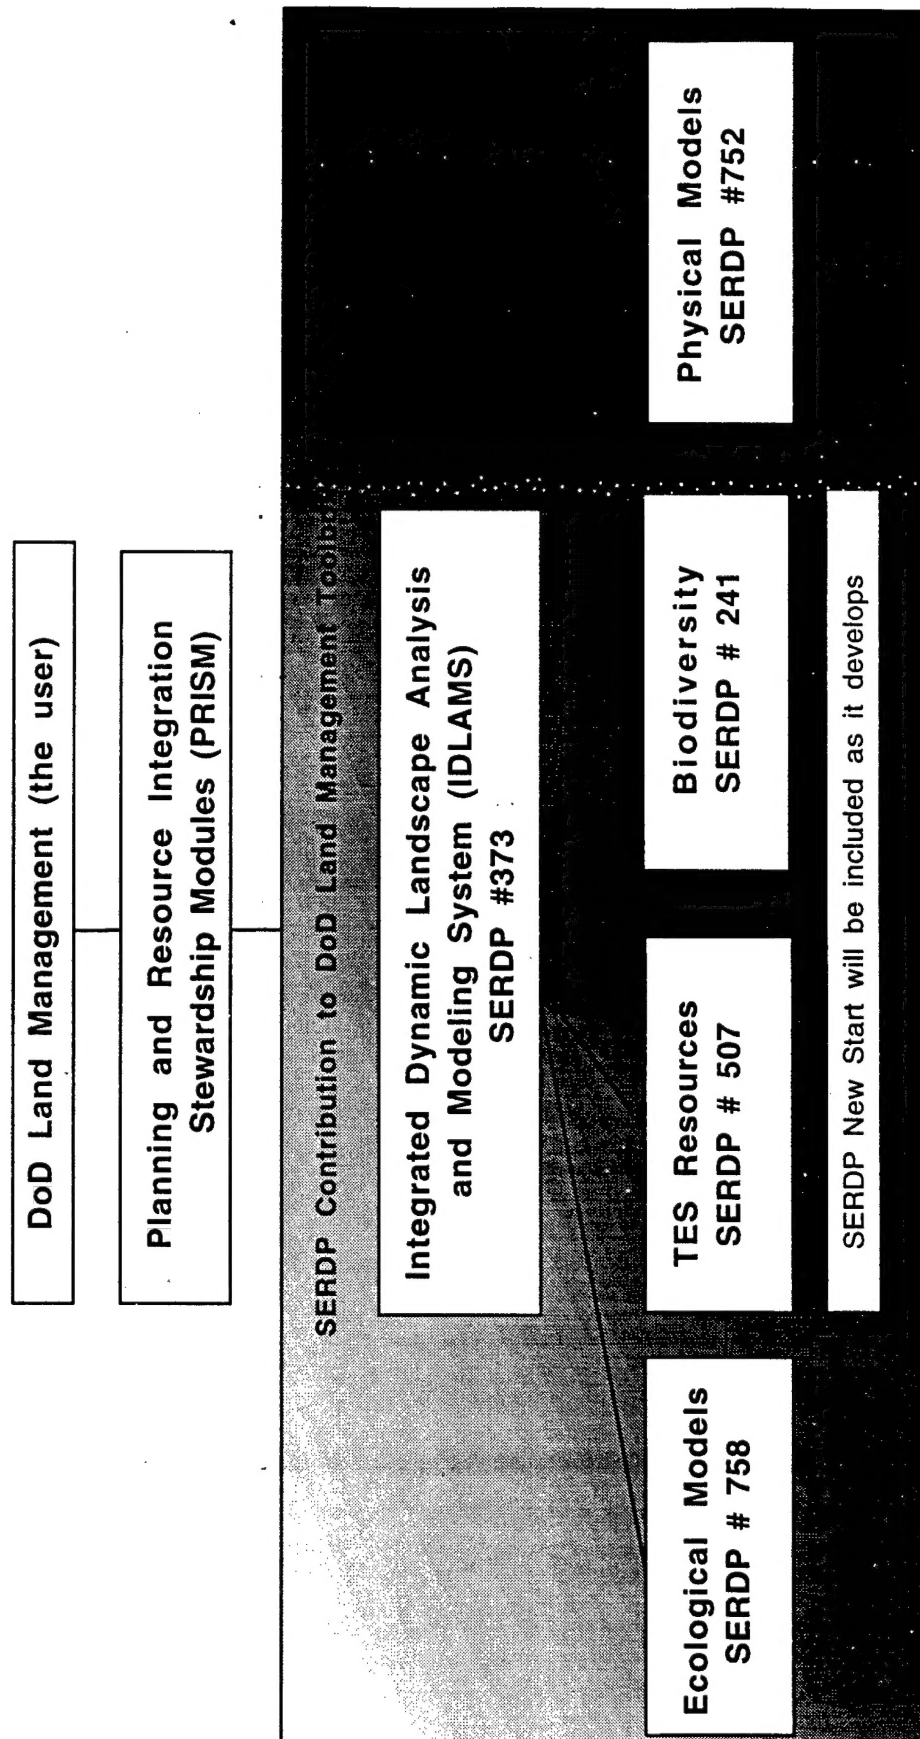 DoD Land Management (the user)
Planning and Resource Integration
Stewardship Modules (PRISM)
SERDP Contribution to DoD Land Management
Integrated Dynamic Landscape Analysis
and Modeling System (IDLAMS)
SERDP #373
Ecological Models
SERDP # 758
TES Resources
SERDP # 507
Biodiversity
SERDP # 241
Physical Models
SERDP #752
SERDP New Start will be included as it develops